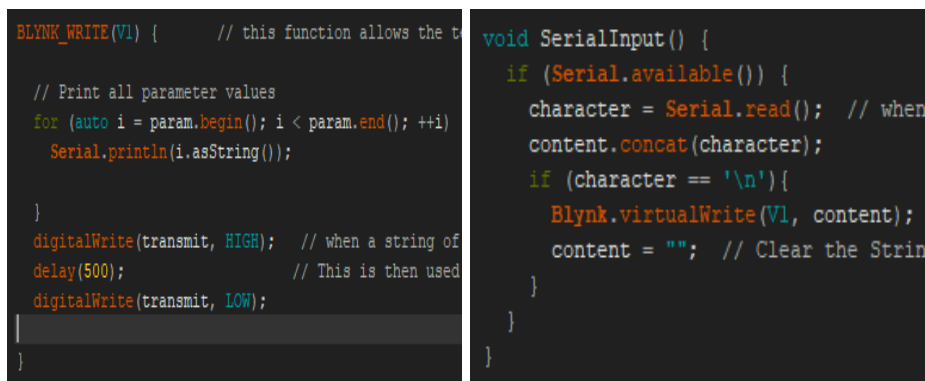 BLYNK_WRITE(V1) {       // this function allows the
// Print all parameter values
for (auto i = param.begin(); i < param.end(); ++i)
Serial.println(i.asString());
}
digitalWrite(transmit, HIGH);   // when a string of
delay(500);                    // This is then used
digitalWrite(transmit, LOW);
}
void SerialInput() {
if (Serial.available()) {
character = Serial.read();  // when
content.concat(character);
if (character == '\n'){
Blynk.virtualWrite(V1, content);
content = "";  // Clear the Strin
}
}
}